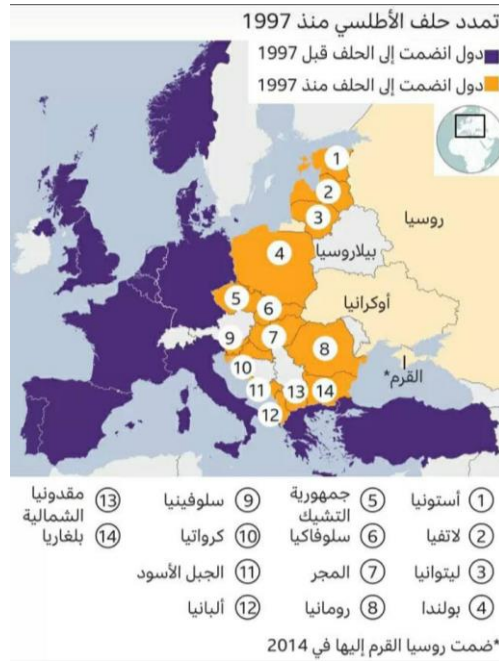 تمدد حلف الأطلسي منذ 1997
دول انضمت إلى الحلف قبل 1997
دول انضمت إلى الحلف منذ 1997
روسيا
بيلاروسيا
أوكرانيا
القرم*
1
2
3
4
5
6
7
8
9
10
11
12
13
14
1 أستونيا
2 لاتفيا
3 ليتوانيا
4 بولندا
5 جمهورية
التشيك
6 سلوفاكيا
7 المجر
8 رومانيا
9 سلوفينيا
10 كرواتيا
11 الجبل الأسود
12 ألبانيا
13 مقدونيا
الشمالية
14 بلغاريا
*ضمت روسيا القرم إليها في 2014